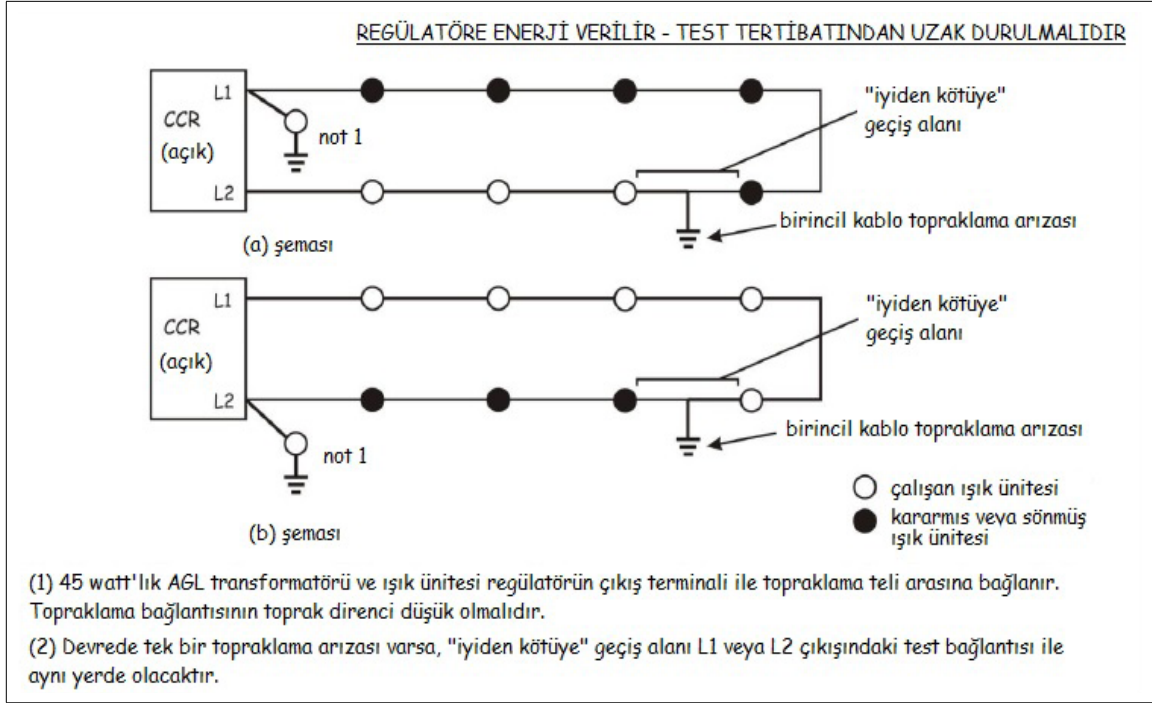 REGÜLATÖRE ENERJİ VERİLİR - TEST TERTİBATINDAN UZAK DURULMALIDIR
L1
CCR
(açık)
L2
not 1
"iyiden kötüye"
geçiş alanı
birincil kablo topraklama arızası
(a) şeması
L1
CCR
(açık)
L2
not 1
"iyiden kötüye"
geçiş alanı
birincil kablo topraklama arızası
(b) şeması
çalışan ışık ünitesi
kararmıs veya sönmüş
ışık ünitesi
(1) 45 watt'lık AGL transformatörü ve ışık ünitesi regülatörün çıkış terminali ile topraklama teli arasına bağlanır.
Topraklama bağlantısının toprak direnci düşük olmalıdır.
(2) Devrede tek bir topraklama arızası varsa, "iyiden kötüye" geçiş alanı L1 veya L2 çıkışındaki test bağlantısı ile
aynı yerde olacaktır.